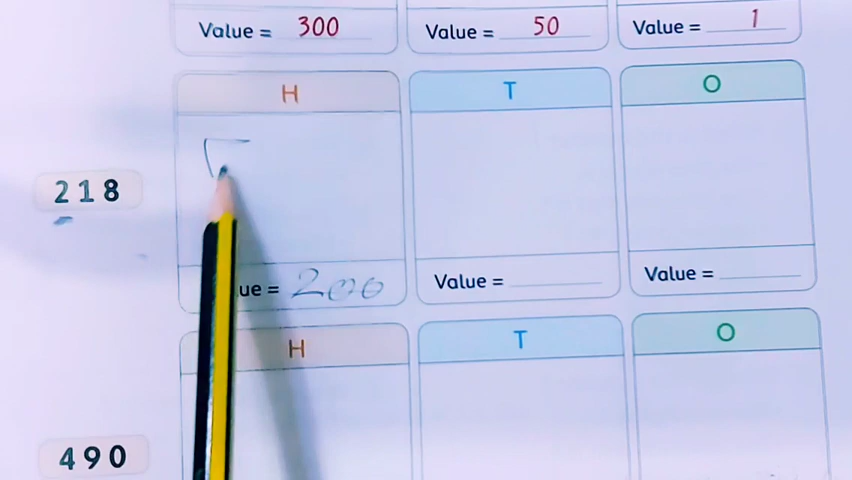 Value = 300 Value = 50 Value = 1
H T O
218
ue = 200 Value = Value =
H T O
490